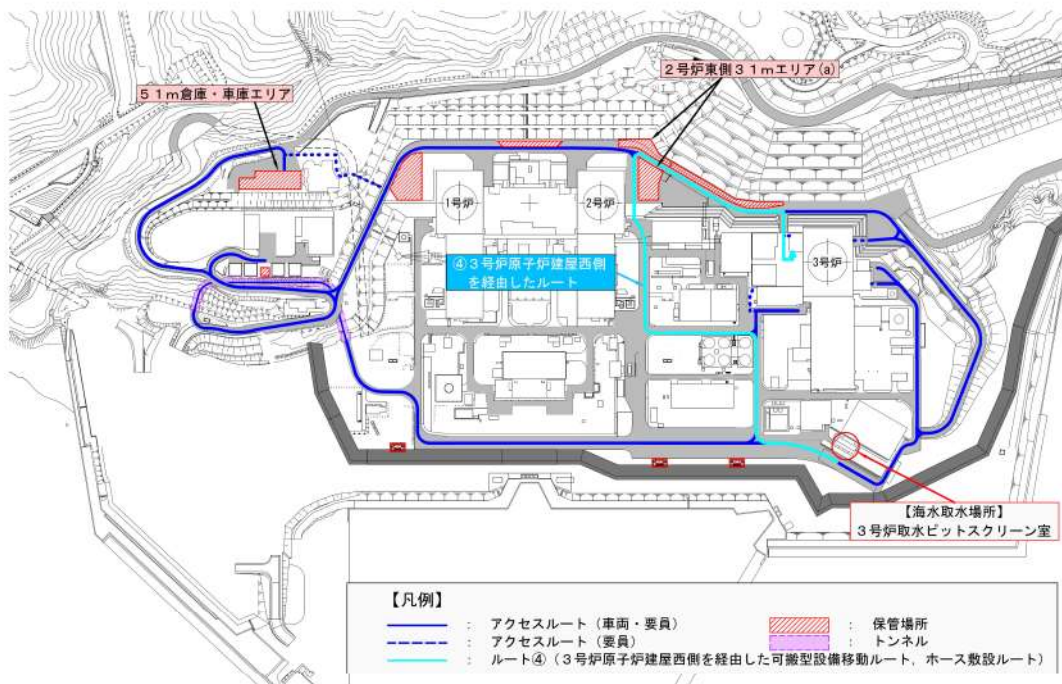 ２号炉東側３１ｍエリア(a)
５１ｍ倉庫・車庫エリア
1号炉
2号炉
3号炉
④３号炉原子炉建屋西側
を経由したルート
【海水取水場所】
３号炉取水ピットスクリーン室
【凡例】
： アクセスルート（車両・要員）
： 保管場所
： アクセスルート（要員）
： トンネル
： ルート④（３号炉原子炉建屋西側を経由した可搬型設備移動ルート，ホース敷設ルート）